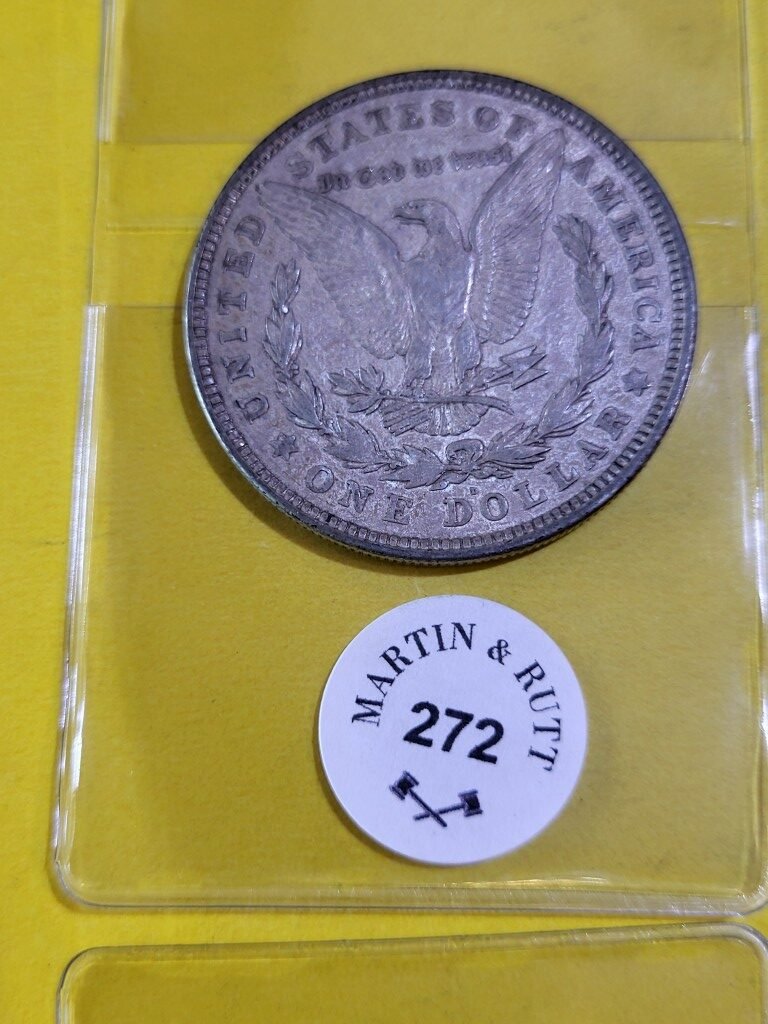 UNITED STATES OF AMERICA
In God we trust
ONE DOLLAR
MARTIN & RUTT
272